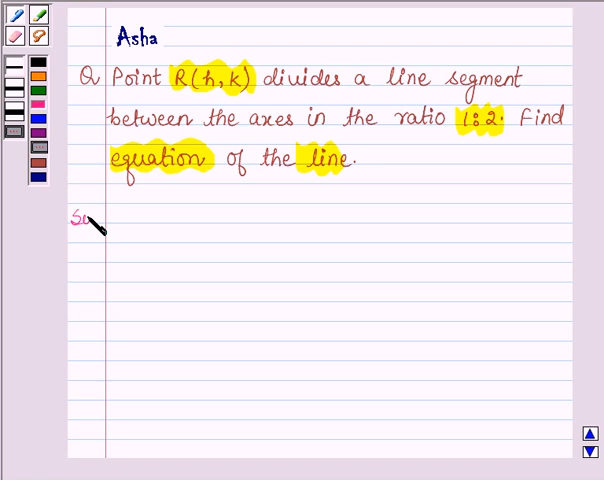 Asha
Q Point R(h, k) divides a line segment
between the axes in the ratio 1:2. Find
equation of the line.